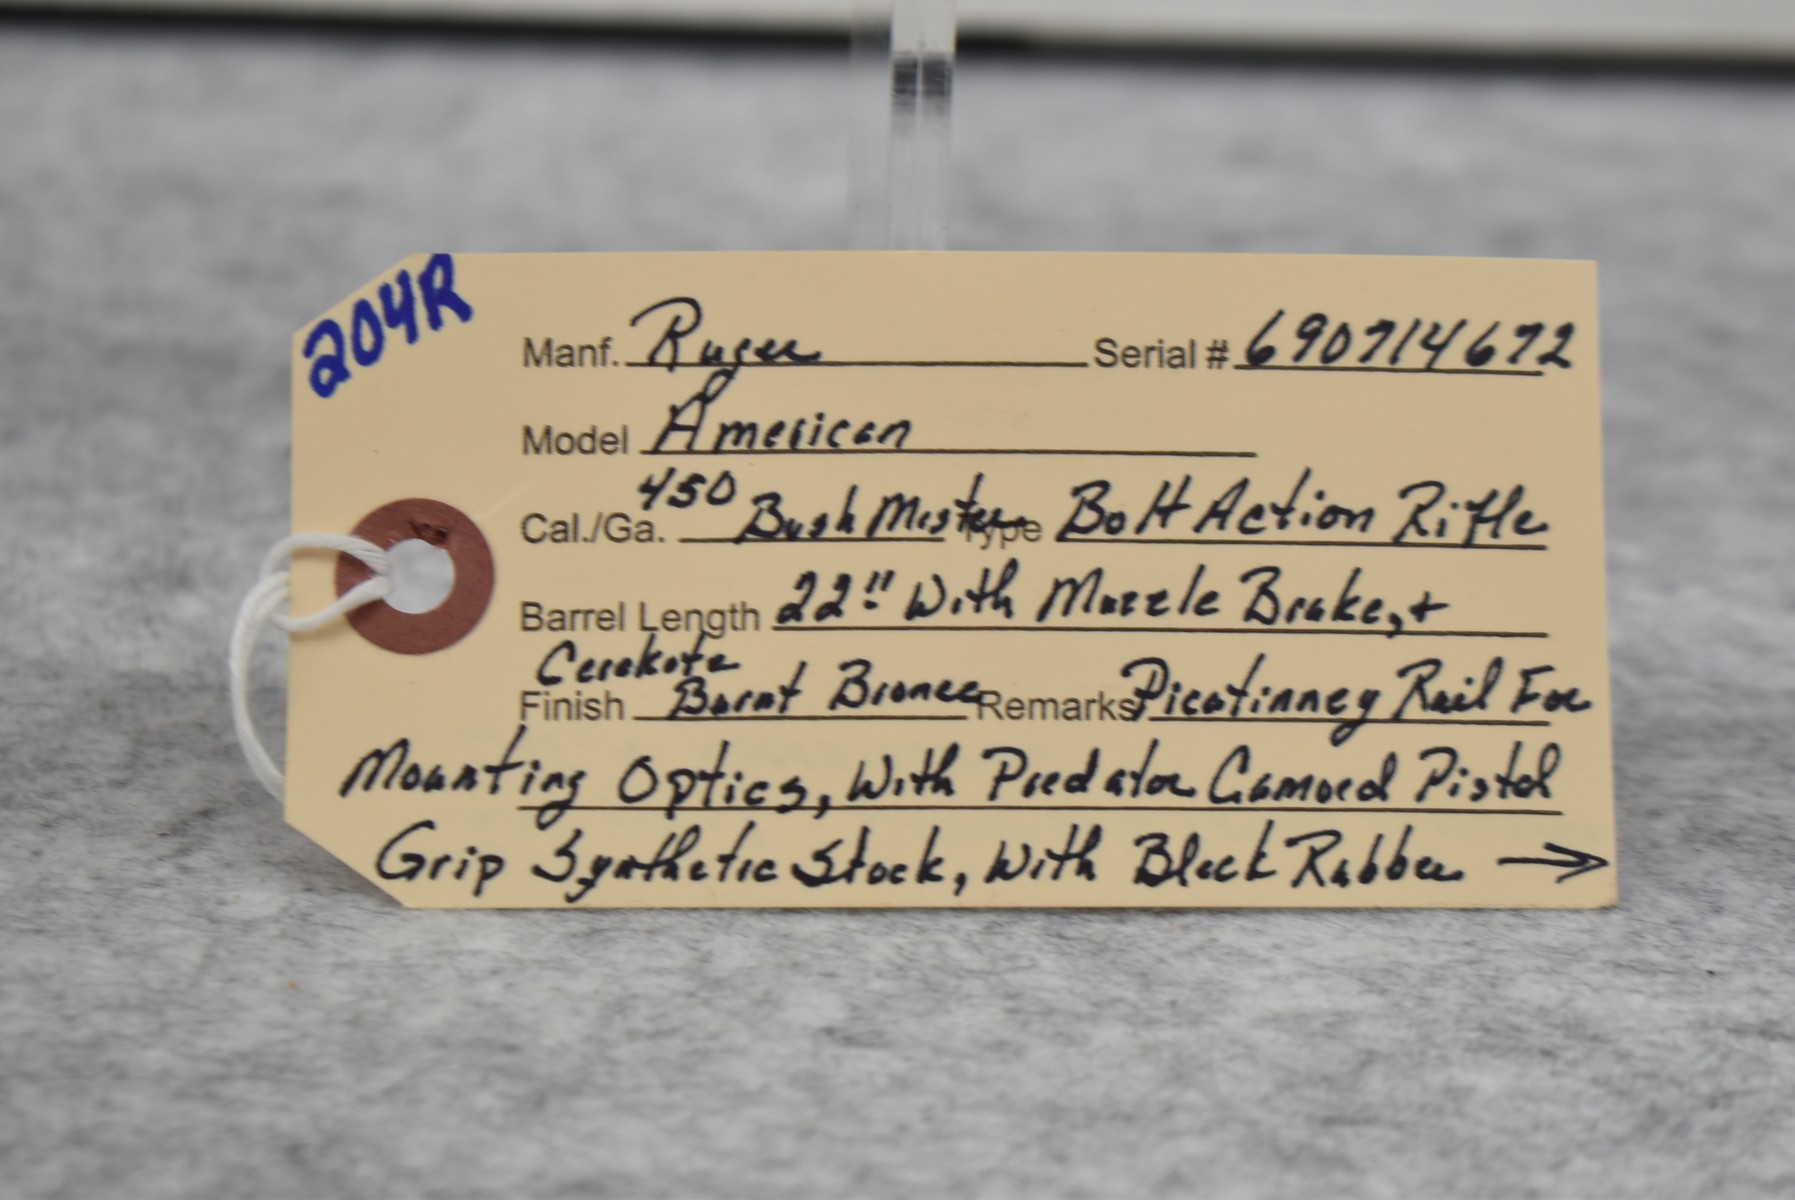 204R
Manf. Ruger Serial # 690714672
Model American
Cal./Ga. 450 Bush Master Type Bolt Action Rifle
Barrel Length 22" With Muzzle Brake, +
Cerakote
Finish Burnt Bronze Remarks Picatinney Rail For
Mounting Optics, With Predator Camoed Pistol
Grip Synthetic Stock, With Black Rubber →